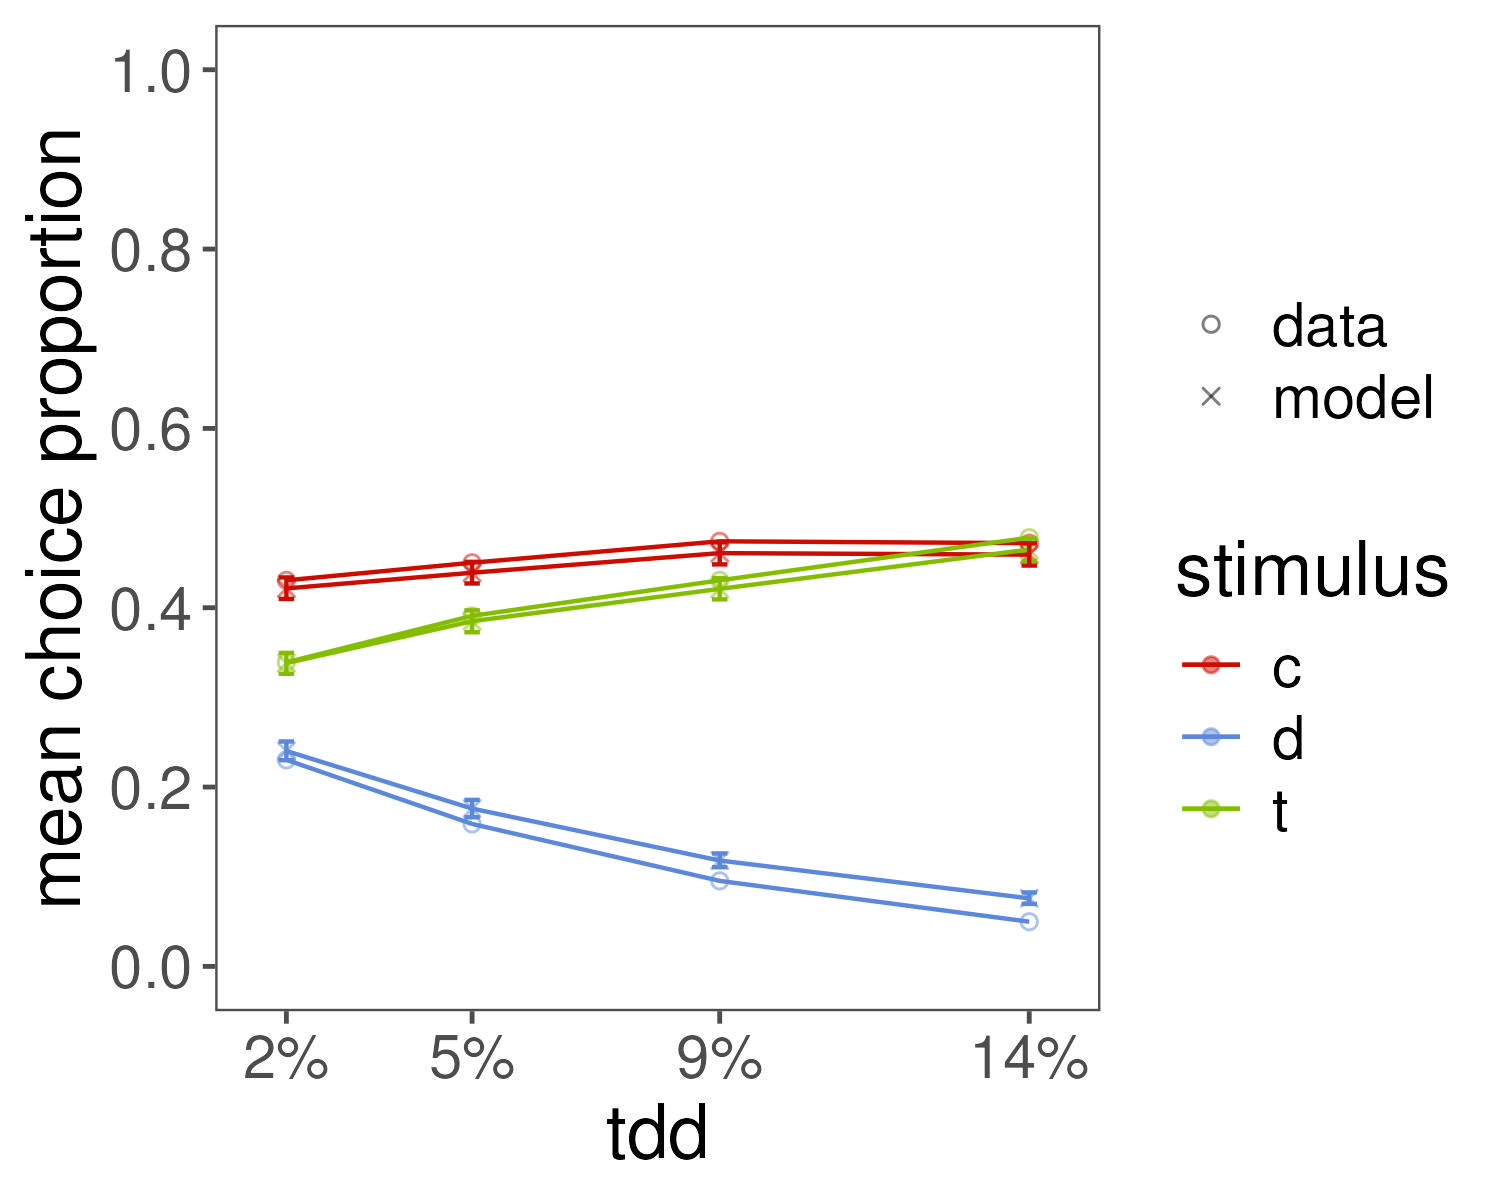 mean choice proportion
1.0
0.8
0.6
0.4
0.2
0.0
2% 5% 9% 14%
tdd
data
model
stimulus
c
d
t